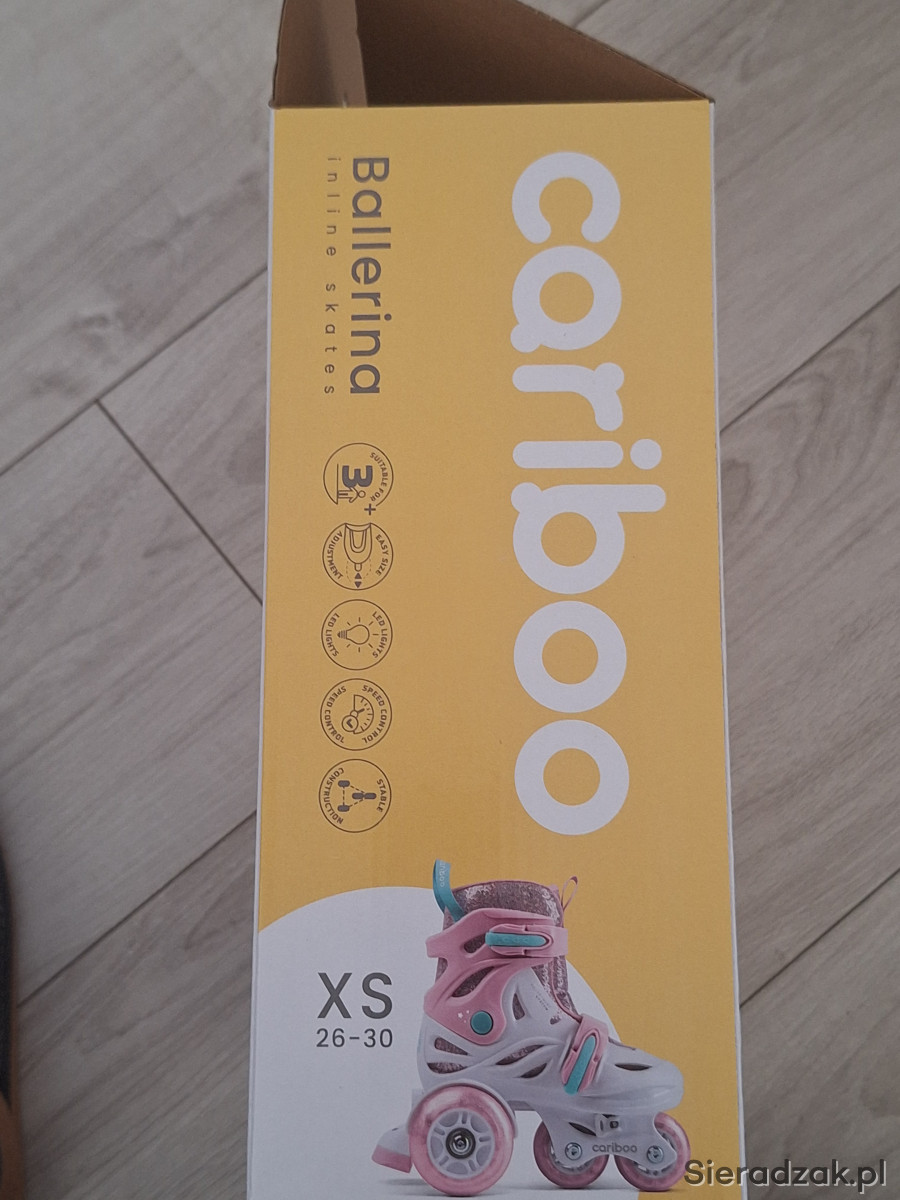 cariboo
Ballerina
inline skates
SUITABLE FOR
3+
EASY SIZE
ADJUSTMENT
LED LIGHTS
LED LIGHTS
SPEED CONTROL
SPEED CONTROL
STABLE
CONSTRUCTION
XS
26-30
cariboo
Sieradzak.pl